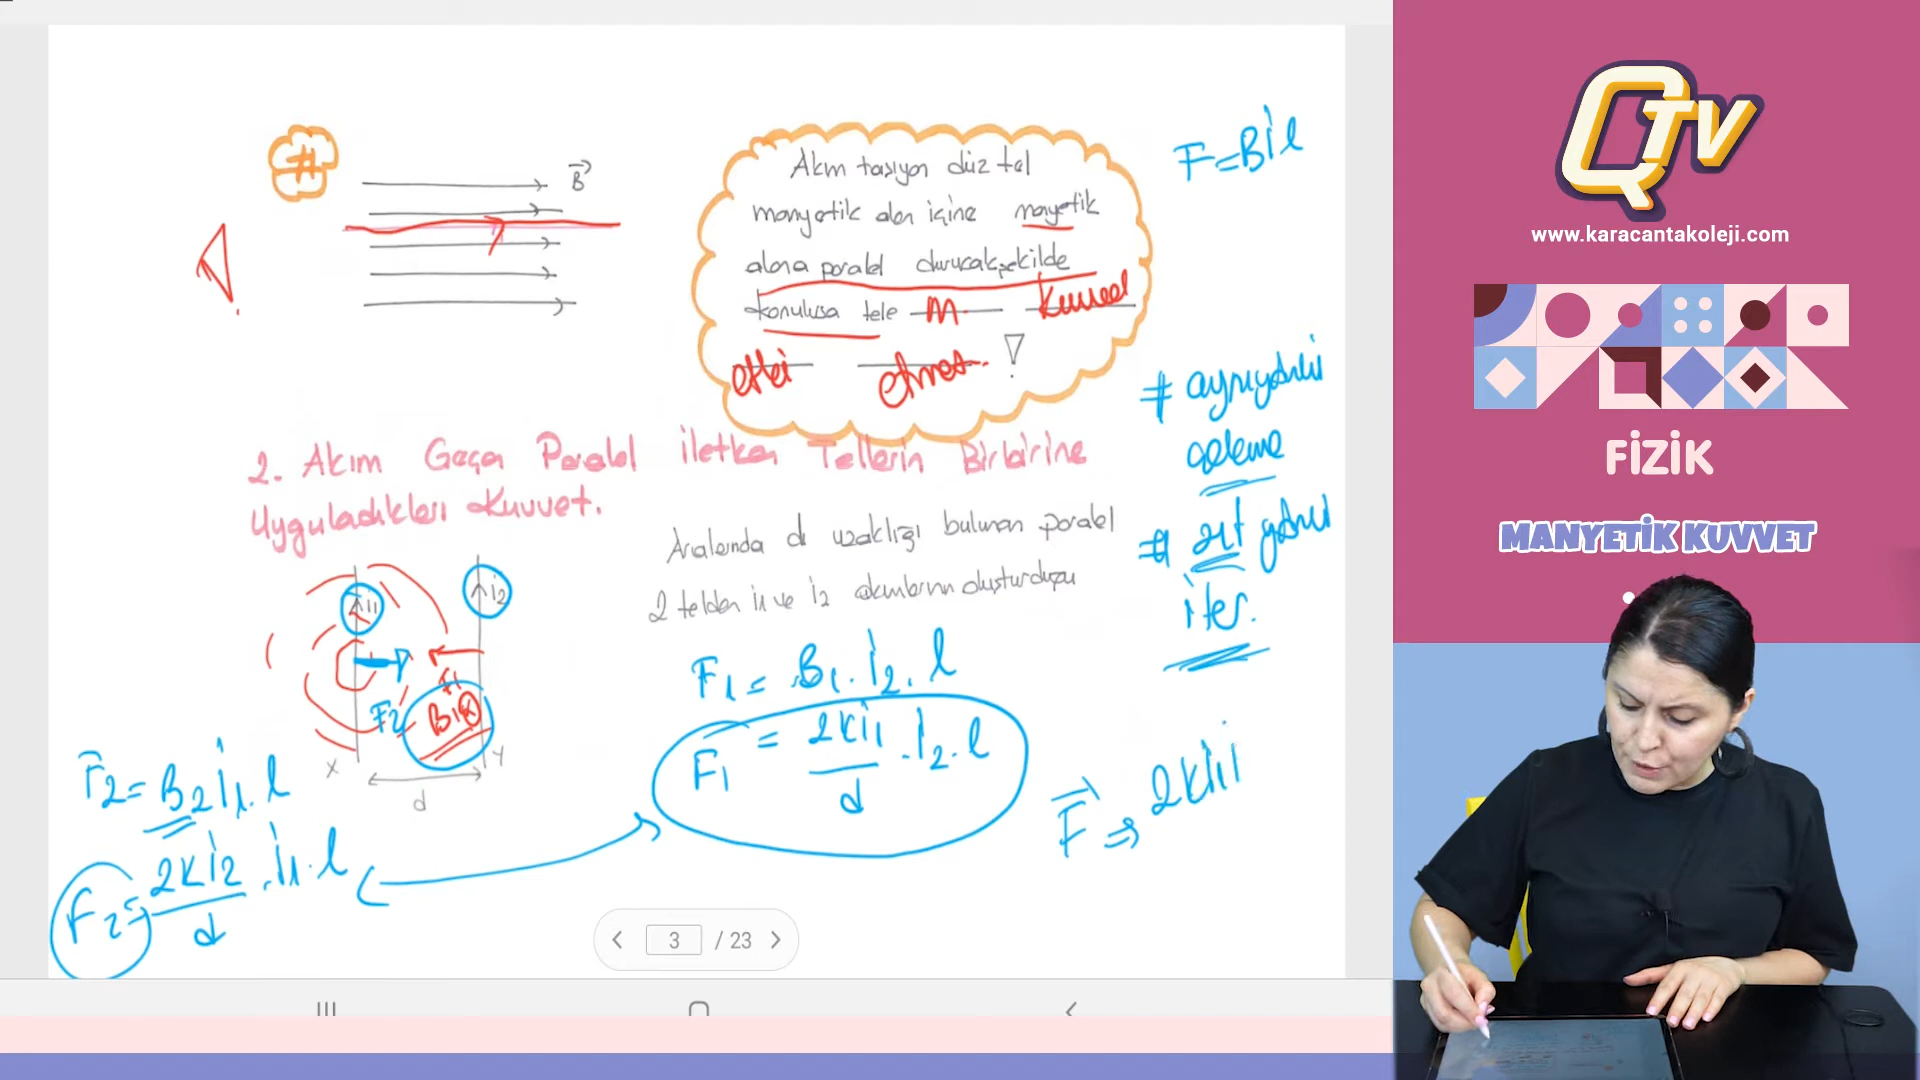 #
B
Akım taşıyan düz tel
manyetik alan içine manyetik
alana paralel duracak şekilde
konulursa tele M. kuvvet
etki etmez. !
F=Bil
# aynı yönlü
çekme
# zıt yönlü
iter.
2. Akım Geçen Paralel iletken Tellerin Birbirine
Uyguladıkları Kuvvet.
Aralarında d uzaklığı bulunan paralel
2 telden i1 ve i2 akımlarının oluşturduğu
i1
i2
F1
F2
B1⊗
X
Y
d
F1 = B1.i2.l
F1 = 2Ki1/d .i2.l
F2 = B2 i1.l
F2 = 2Ki2/d .i1.l
F ⇒ 2Ki1i
3 / 23
QTV
www.karacantakoleji.com
FİZİK
MANYETİK KUVVET